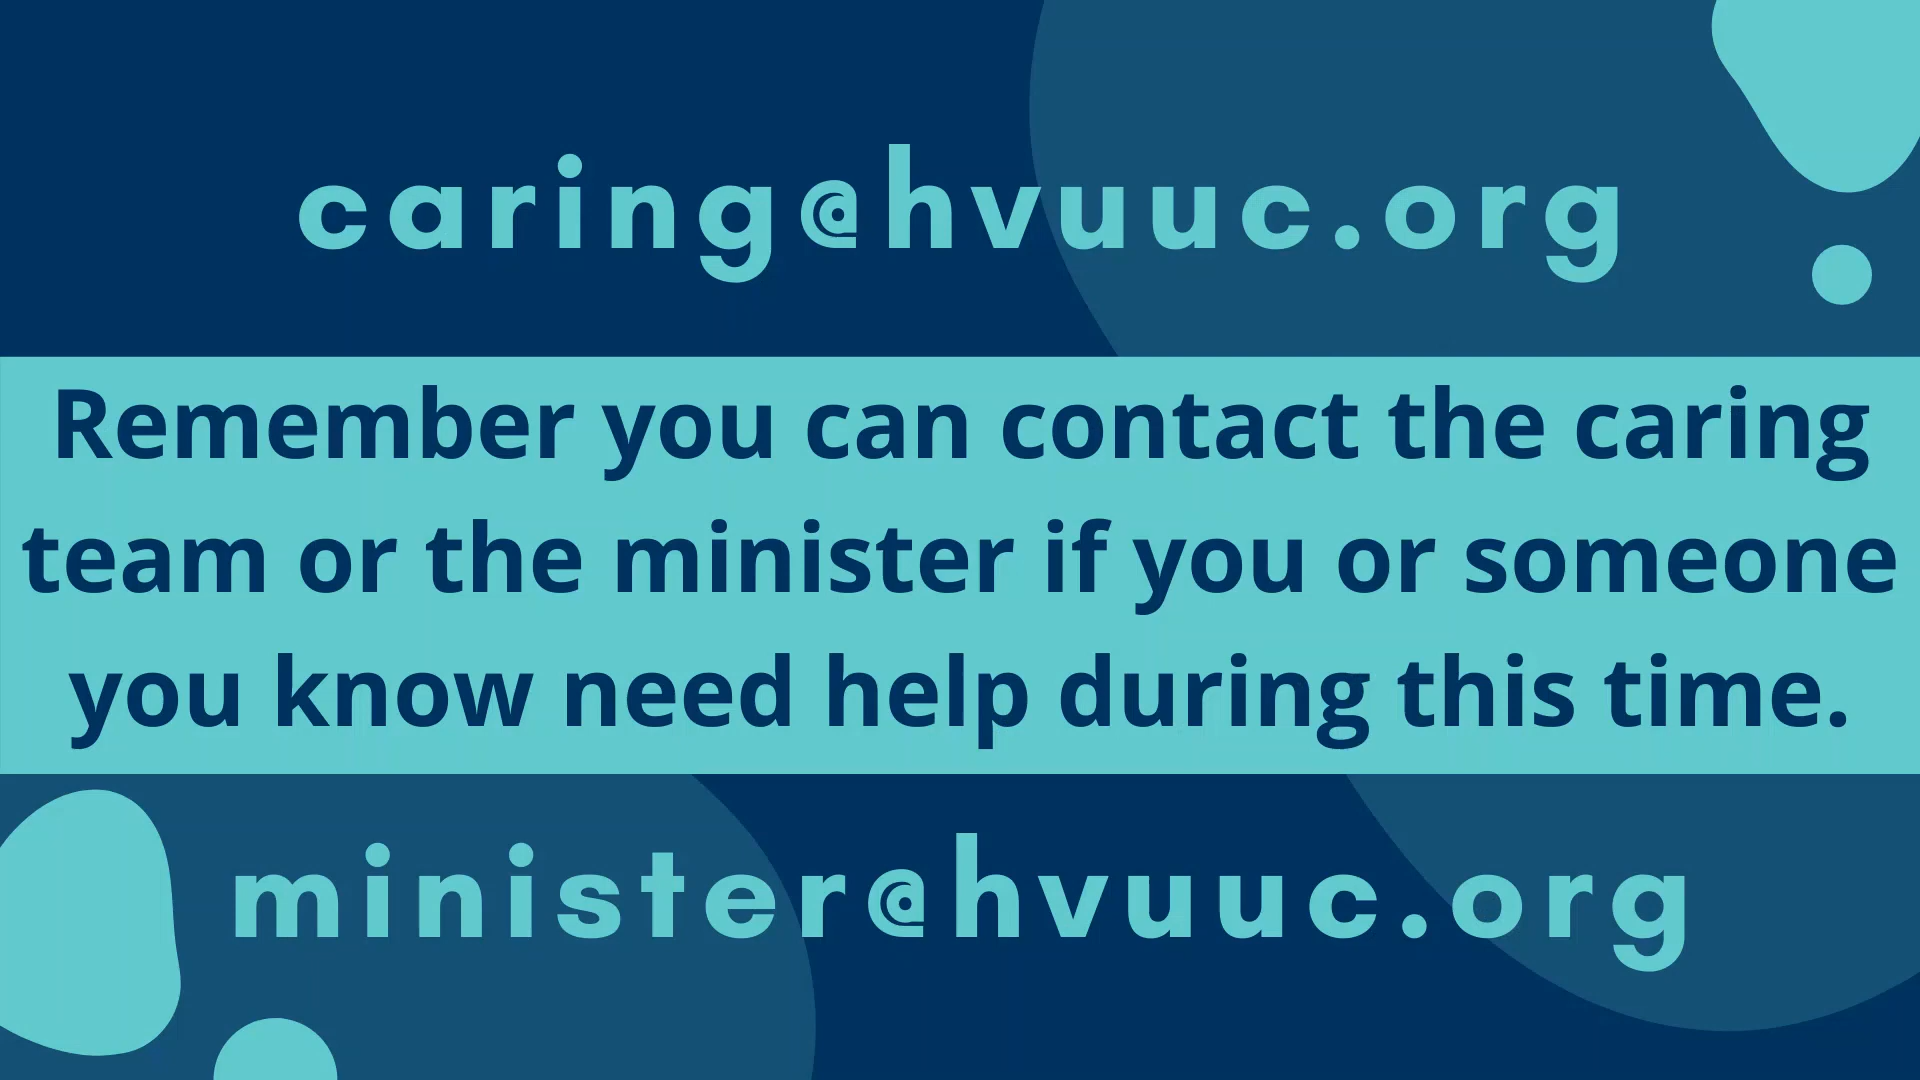 caring@hvuuc.org
Remember you can contact the caring
team or the minister if you or someone
you know need help during this time.
minister@hvuuc.org